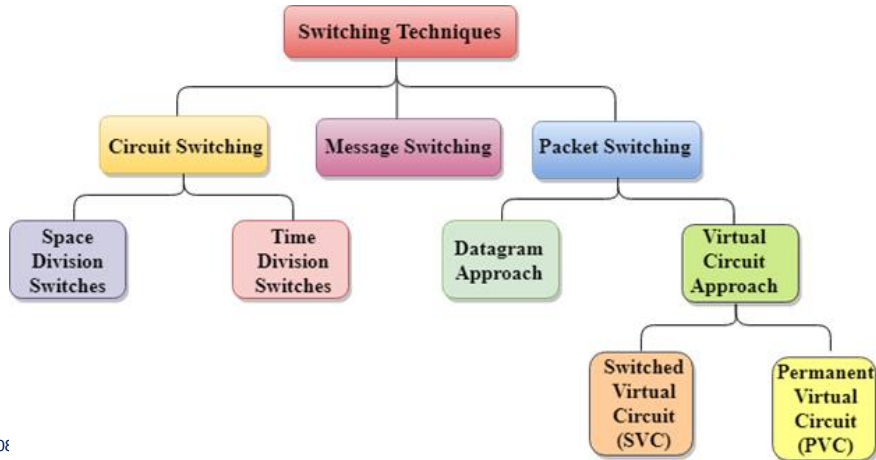 Switching Techniques
Circuit Switching
Message Switching
Packet Switching
Space
Division
Switches
Time
Division
Switches
Datagram
Approach
Virtual
Circuit
Approach
Switched
Virtual
Circuit
(SVC)
Permanent
Virtual
Circuit
(PVC)